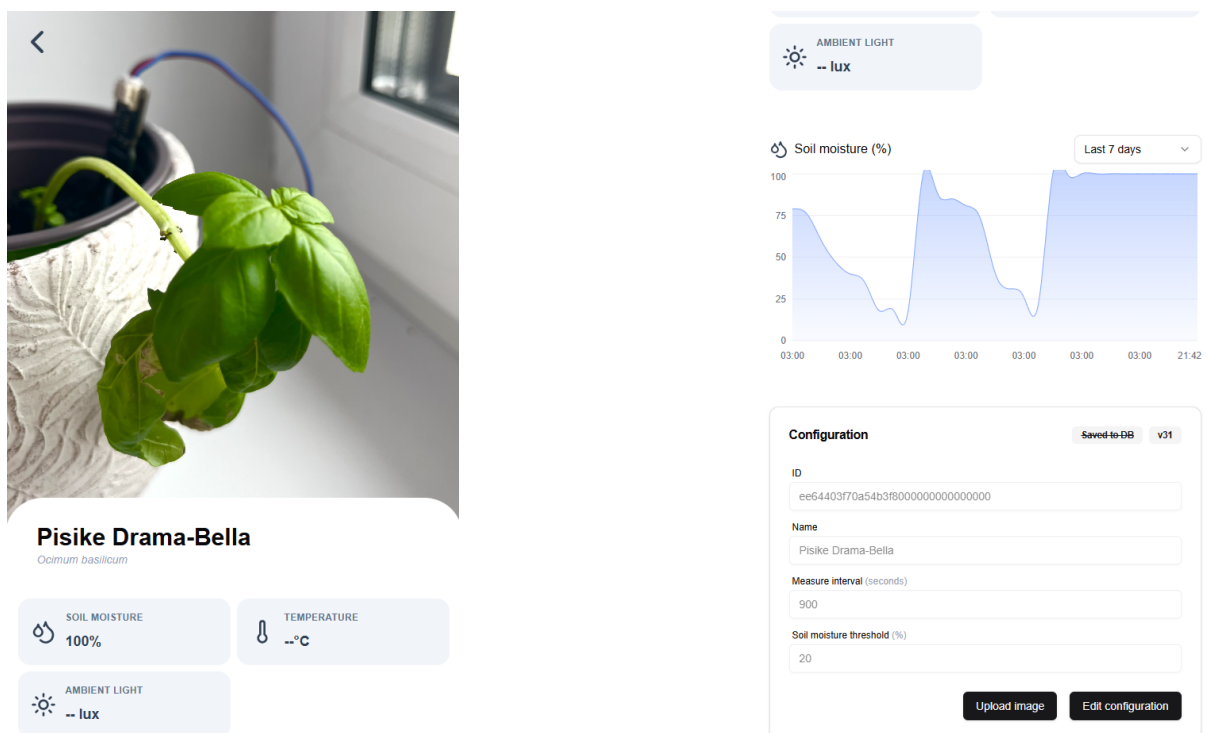 Pisike Drama-Bella
Ocimum basilicum
SOIL MOISTURE
100%
TEMPERATURE
--°C
AMBIENT LIGHT
-- lux
AMBIENT LIGHT
-- lux
Soil moisture (%)
Last 7 days
100
75
50
25
0
03:00 03:00 03:00 03:00 03:00 03:00 03:00 21:42
Configuration
Saved to DB
v31
ID
ee64403f70a54b3f8000000000000000
Name
Pisike Drama-Bella
Measure interval (seconds)
900
Soil moisture threshold (%)
20
Upload image
Edit configuration